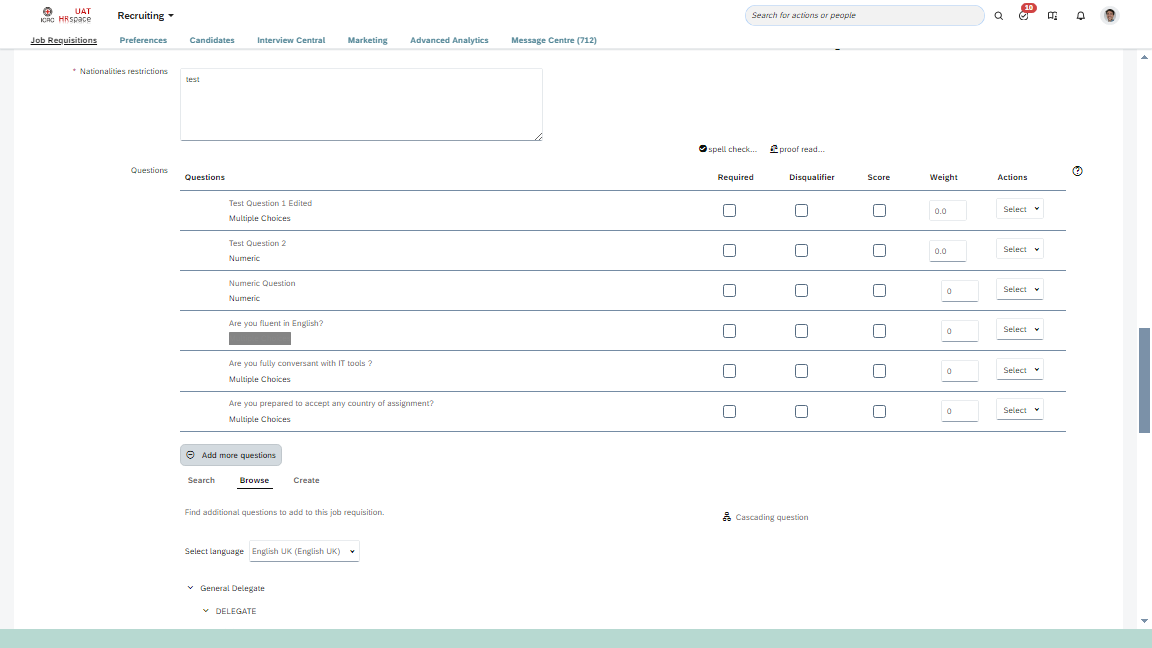 ICRC
UAT
HRspace
Recruiting
Search for actions or people
10
Job Requisitions
Preferences
Candidates
Interview Central
Marketing
Advanced Analytics
Message Centre (712)
* Nationalities restrictions
test
spell check...
proof read...
Questions
Questions
Required
Disqualifier
Score
Weight
Actions
?
Test Question 1 Edited
Multiple Choices
0.0
Select
Test Question 2
Numeric
0.0
Select
Numeric Question
Numeric
0
Select
Are you fluent in English?
0
Select
Are you fully conversant with IT tools ?
Multiple Choices
0
Select
Are you prepared to accept any country of assignment?
Multiple Choices
0
Select
Add more questions
Search
Browse
Create
Find additional questions to add to this job requisition.
Cascading question
Select language
English UK (English UK)
General Delegate
DELEGATE